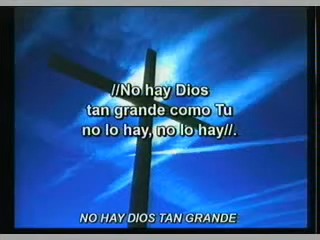 //No hay Dios
tan grande como Tu
no lo hay, no lo hay//.
NO HAY DIOS TAN GRANDE